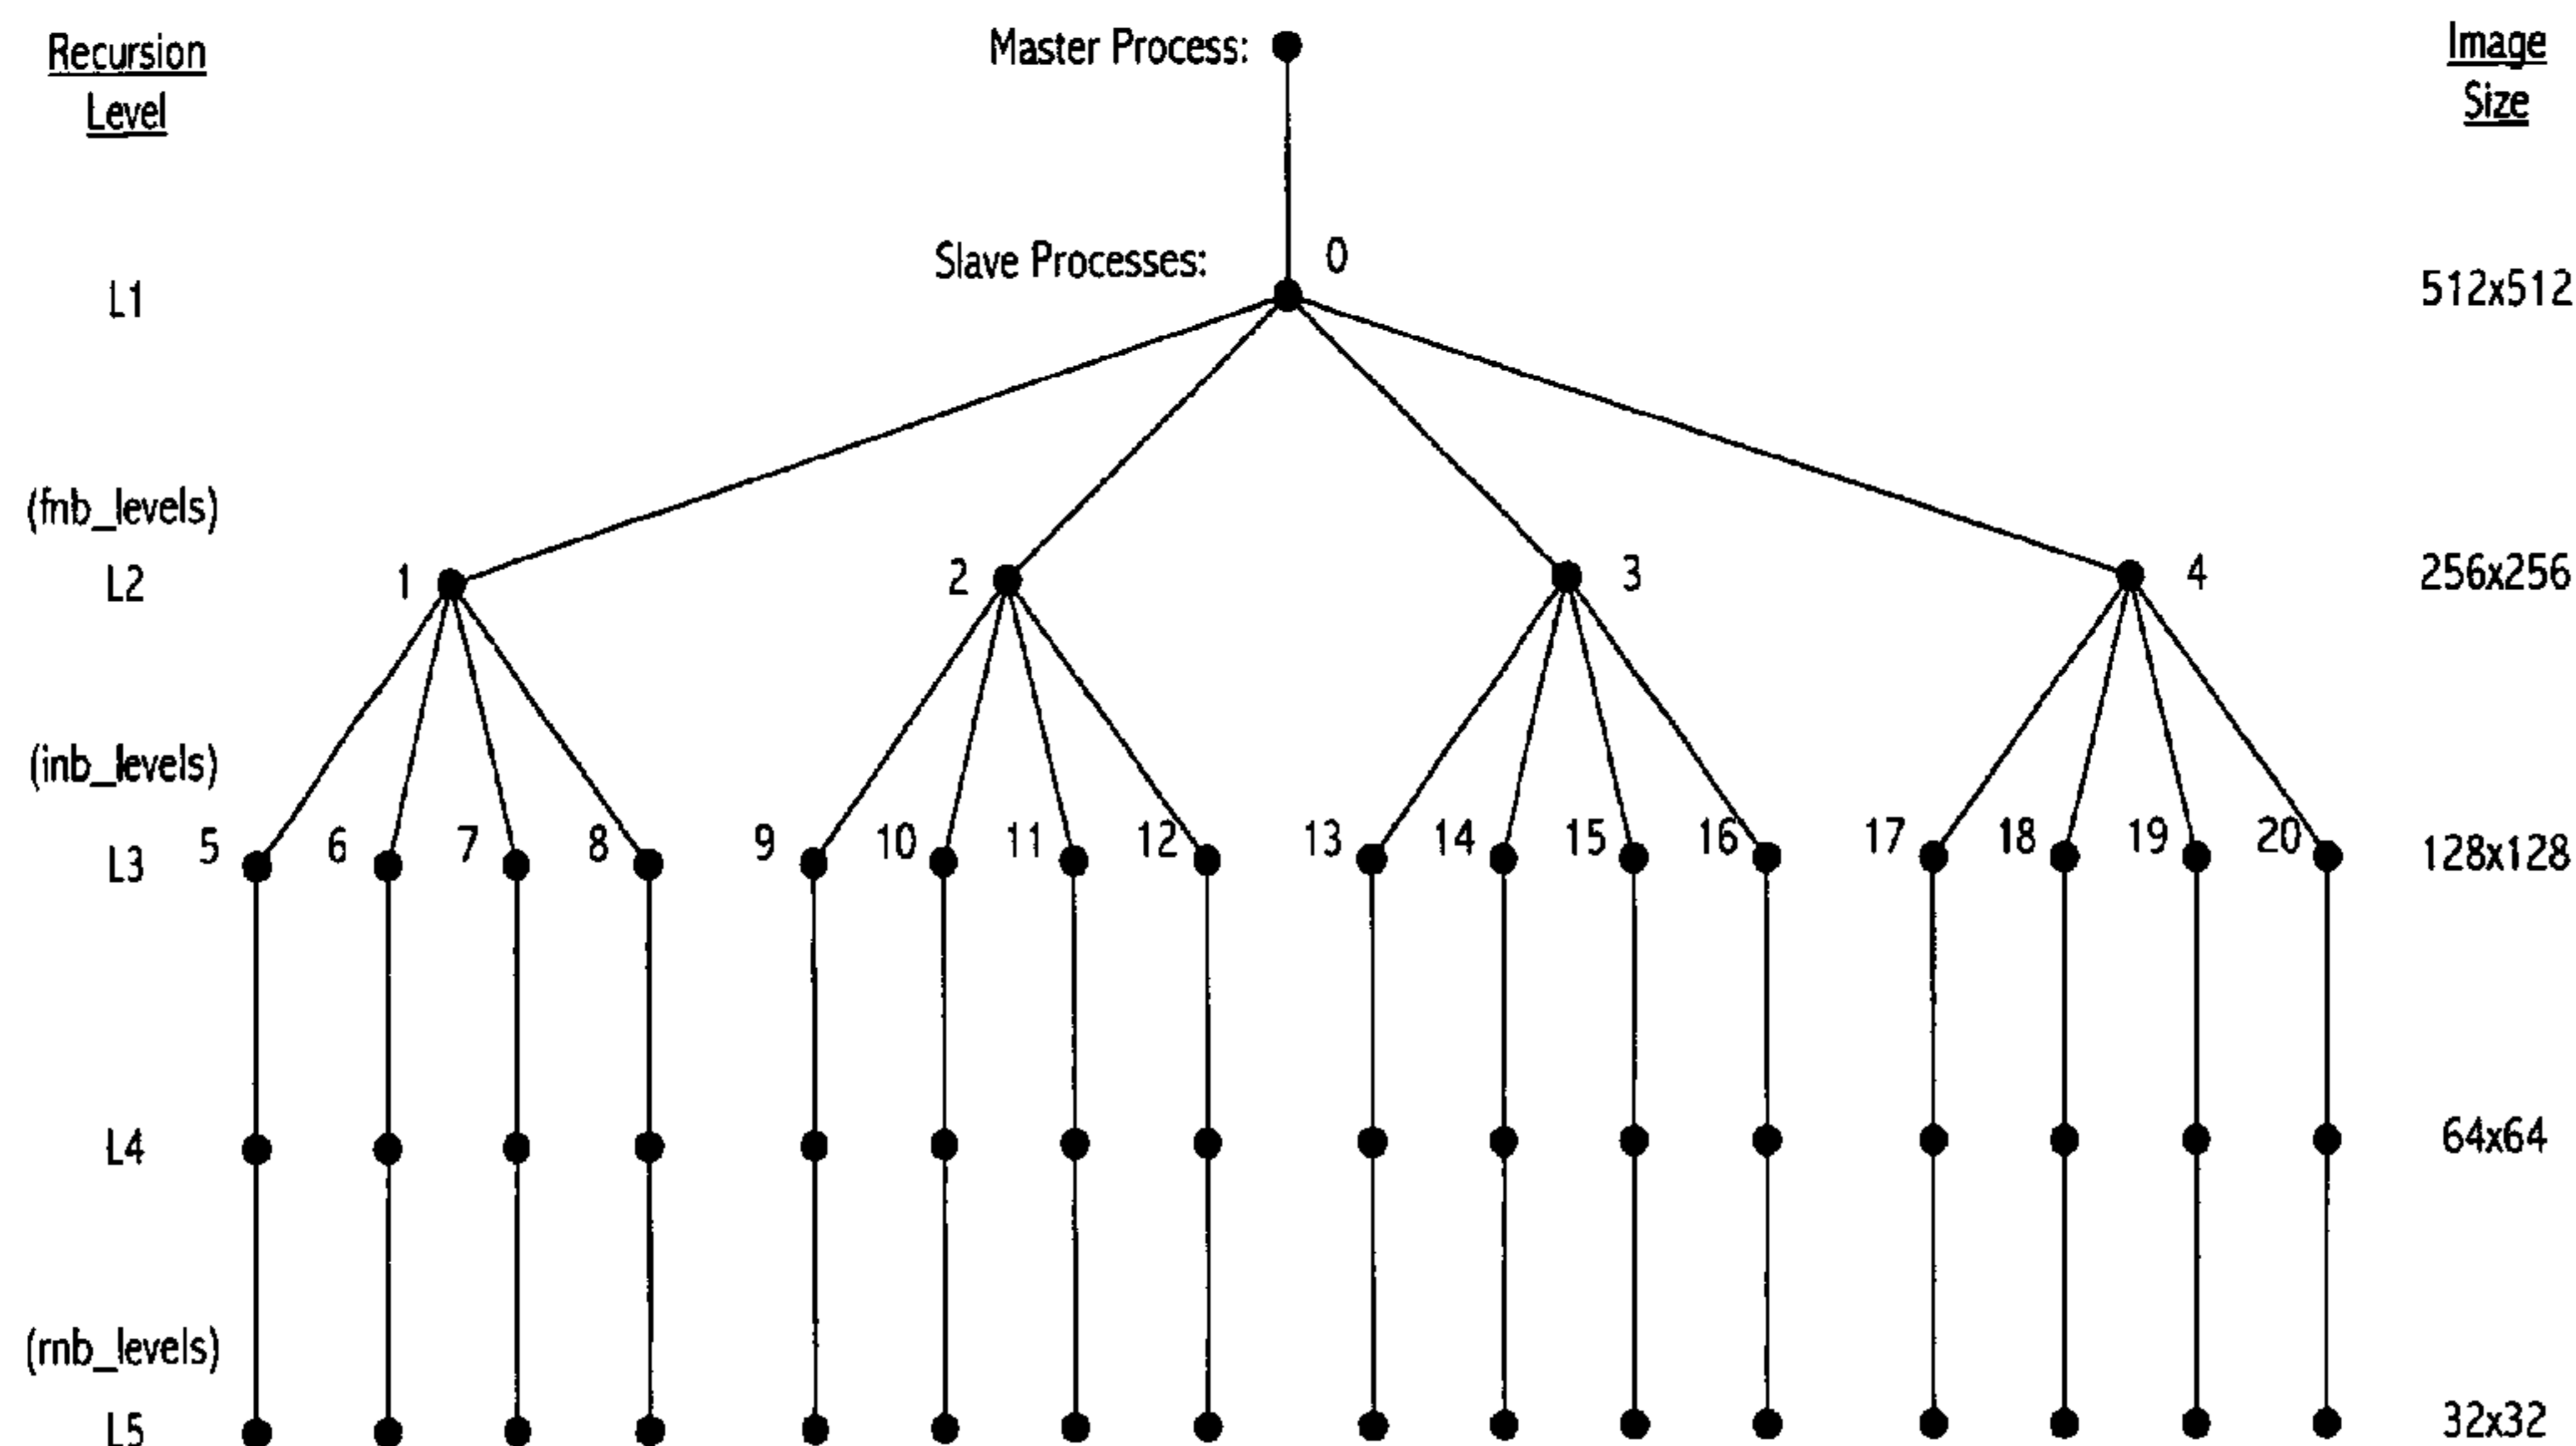 Recursion
Level
Master Process:
Image
Size
Slave Processes:
0
L1
512x512
(fnb_levels)
L2
1
2
3
4
256x256
(inb_levels)
L3
5
6
7
8
9
10
11
12
13
14
15
16
17
18
19
20
128x128
L4
64x64
(rnb_levels)
L5
32x32